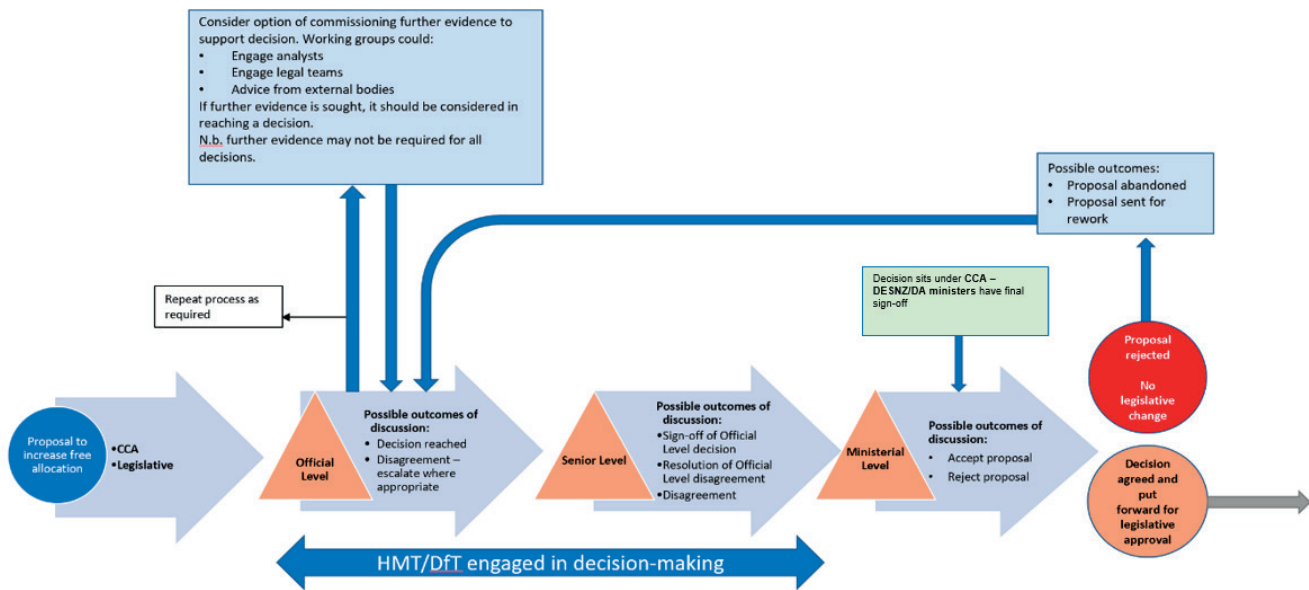 Consider option of commissioning further evidence to
support decision. Working groups could:
• Engage analysts
• Engage legal teams
• Advice from external bodies
If further evidence is sought, it should be considered in
reaching a decision.
N.b. further evidence may not be required for all
decisions.
Possible outcomes:
• Proposal abandoned
• Proposal sent for
rework
Repeat process as
required
Decision sits under CCA –
DESNZ/DA ministers have final
sign-off
Proposal to
increase free
allocation
•CCA
•Legislative
Official
Level
Possible outcomes of
discussion:
• Decision reached
• Disagreement –
escalate where
appropriate
Senior Level
Possible outcomes of
discussion:
•Sign-off of Official
Level decision
•Resolution of Official
Level disagreement
•Disagreement
Ministerial
Level
Possible outcomes of
discussion:
• Accept proposal
• Reject proposal
Proposal
rejected
No
legislative
change
Decision
agreed and
put
forward for
legislative
approval
HMT/DfT engaged in decision-making